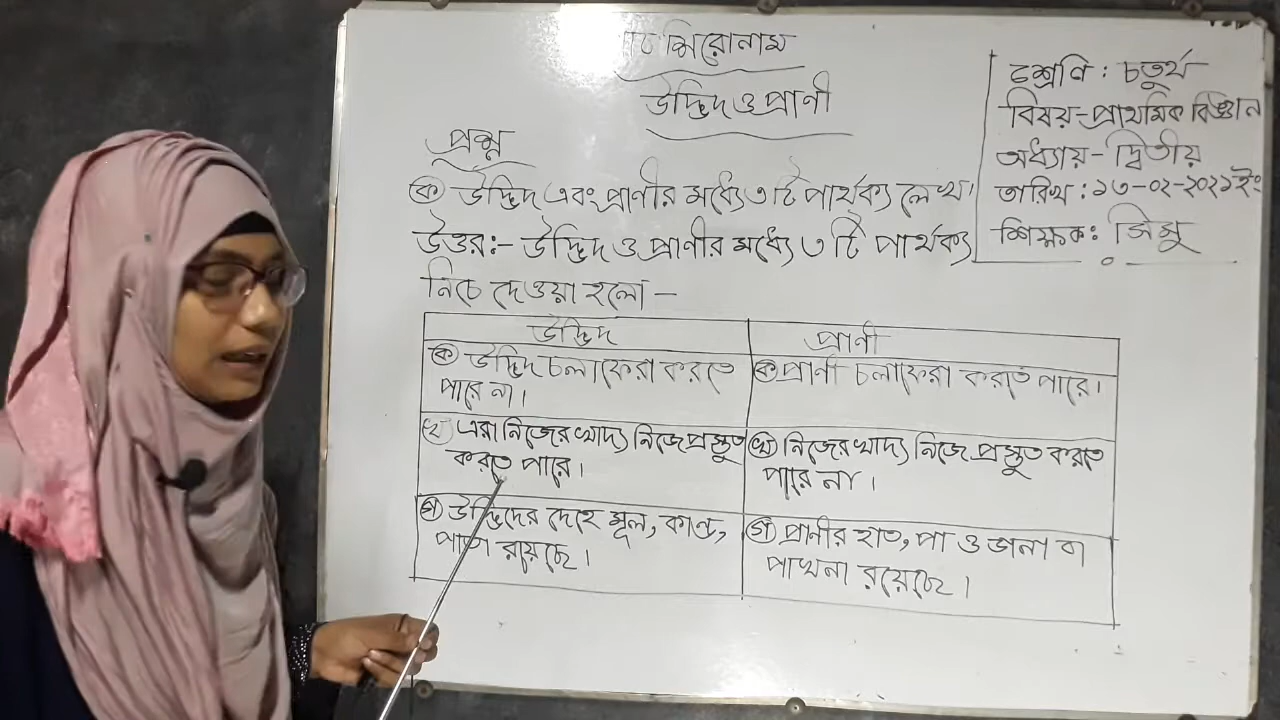 শিরোনাম
উদ্ভিদ ও প্রাণী
শ্রেণি : চতুর্থ
বিষয়-প্রাথমিক বিজ্ঞান
অধ্যায়- দ্বিতীয়
তারিখ : ১৩-০২-২০২১ইং
শিক্ষক:
প্রশ্ন
ক উদ্ভিদ এবং প্রাণীর মধ্যে ৩টি পার্থক্য লেখ।
উত্তর:- উদ্ভিদ ও প্রাণীর মধ্যে ৩ টি পার্থক্য
নিচে দেওয়া হলো -
উদ্ভিদ
প্রাণী
ক উদ্ভিদ চলাফেরা করতে
পারে না।
ক প্রাণী চলাফেরা করতে পারে।
খ এরা নিজের খাদ্য নিজে প্রস্তুত
করতে পারে।
খ নিজের খাদ্য নিজে প্রস্তুত করতে
পারে না।
গ উদ্ভিদের দেহে মূল, কান্ড,
পাতা রয়েছে।
গ প্রাণীর হাত, পা ও ডানা বা
পাখনা রয়েছে।